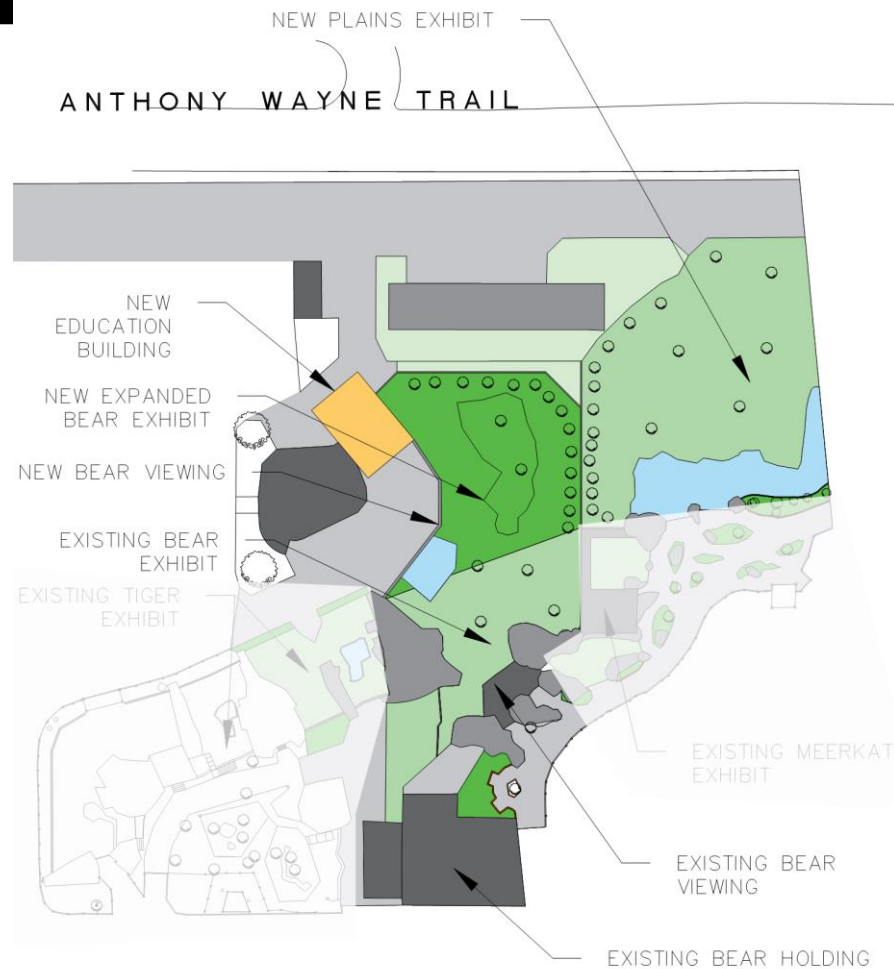 NEW PLAINS EXHIBIT
ANTHONY WAYNE TRAIL
NEW
EDUCATION
BUILDING
NEW EXPANDED
BEAR EXHIBIT
NEW BEAR VIEWING
EXISTING BEAR
EXHIBIT
EXISTING TIGER
EXHIBIT
EXISTING MEERKAT
EXHIBIT
EXISTING BEAR
VIEWING
EXISTING BEAR HOLDING